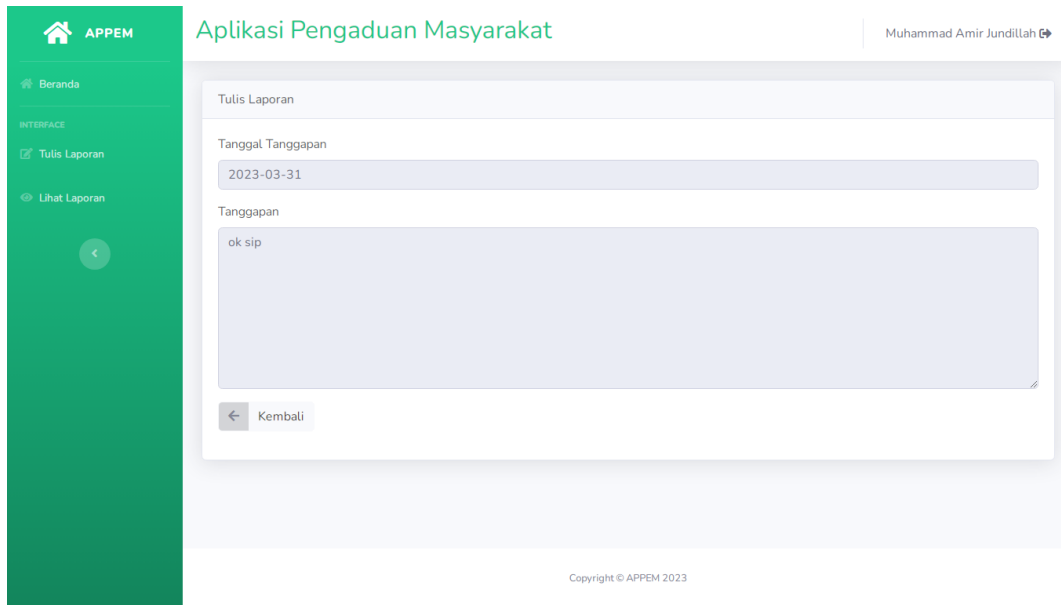 APPEM
Aplikasi Pengaduan Masyarakat
Muhammad Amir Jundillah
Beranda
INTERFACE
Tulis Laporan
Lihat Laporan
Tulis Laporan
Tanggal Tanggapan
2023-03-31
Tanggapan
ok sip
Kembali
Copyright © APPEM 2023